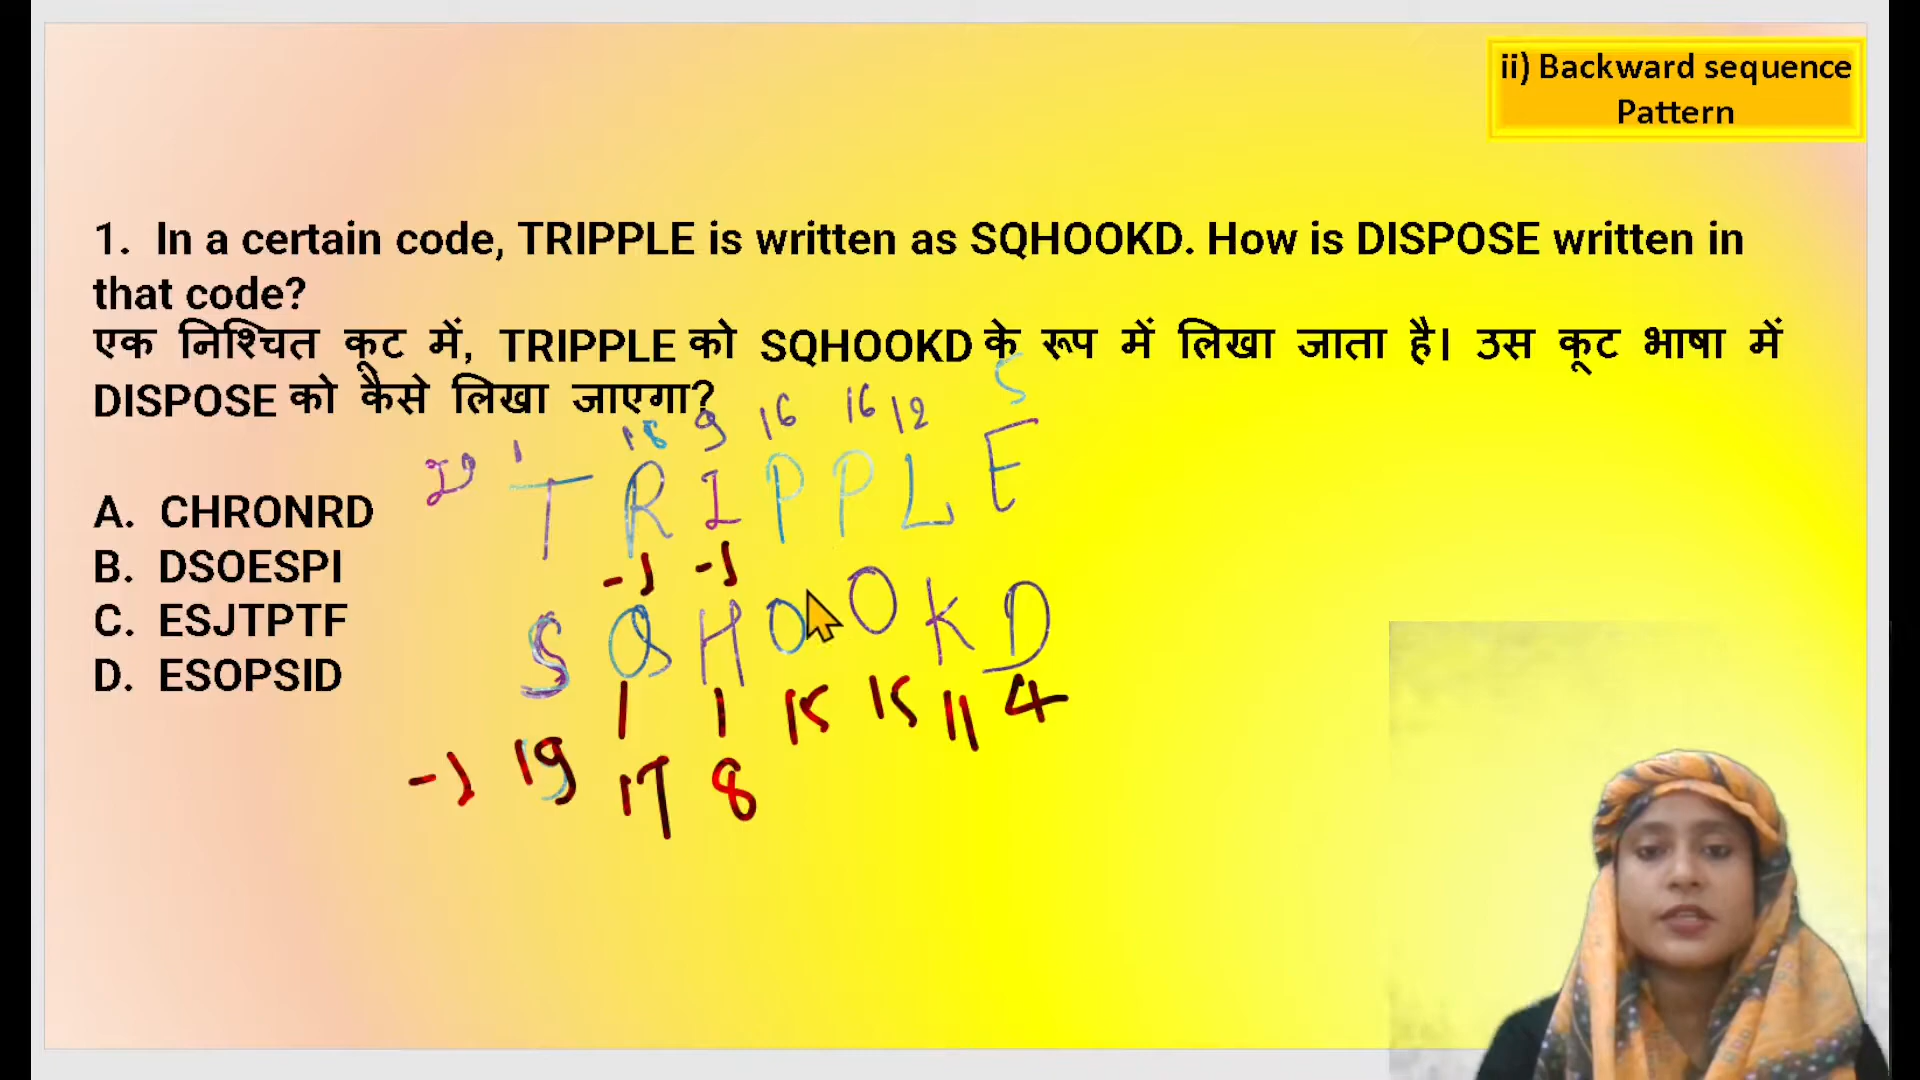 ii) Backward sequence
Pattern
1. In a certain code, TRIPPLE is written as SQHOOKD. How is DISPOSE written in
that code?
एक निश्चित कूट में, TRIPPLE को SQHOOKD के रूप में लिखा जाता है। उस कूट भाषा में
DISPOSE को कैसे लिखा जाएगा?
A. CHRONRD
B. DSOESPI
C. ESJTPTF
D. ESOPSID
18 9 16 16 12 5
T R I P P L E
-1 -1
S Q H O O K D
1 1 15 15 11 4
-1 19 17 8